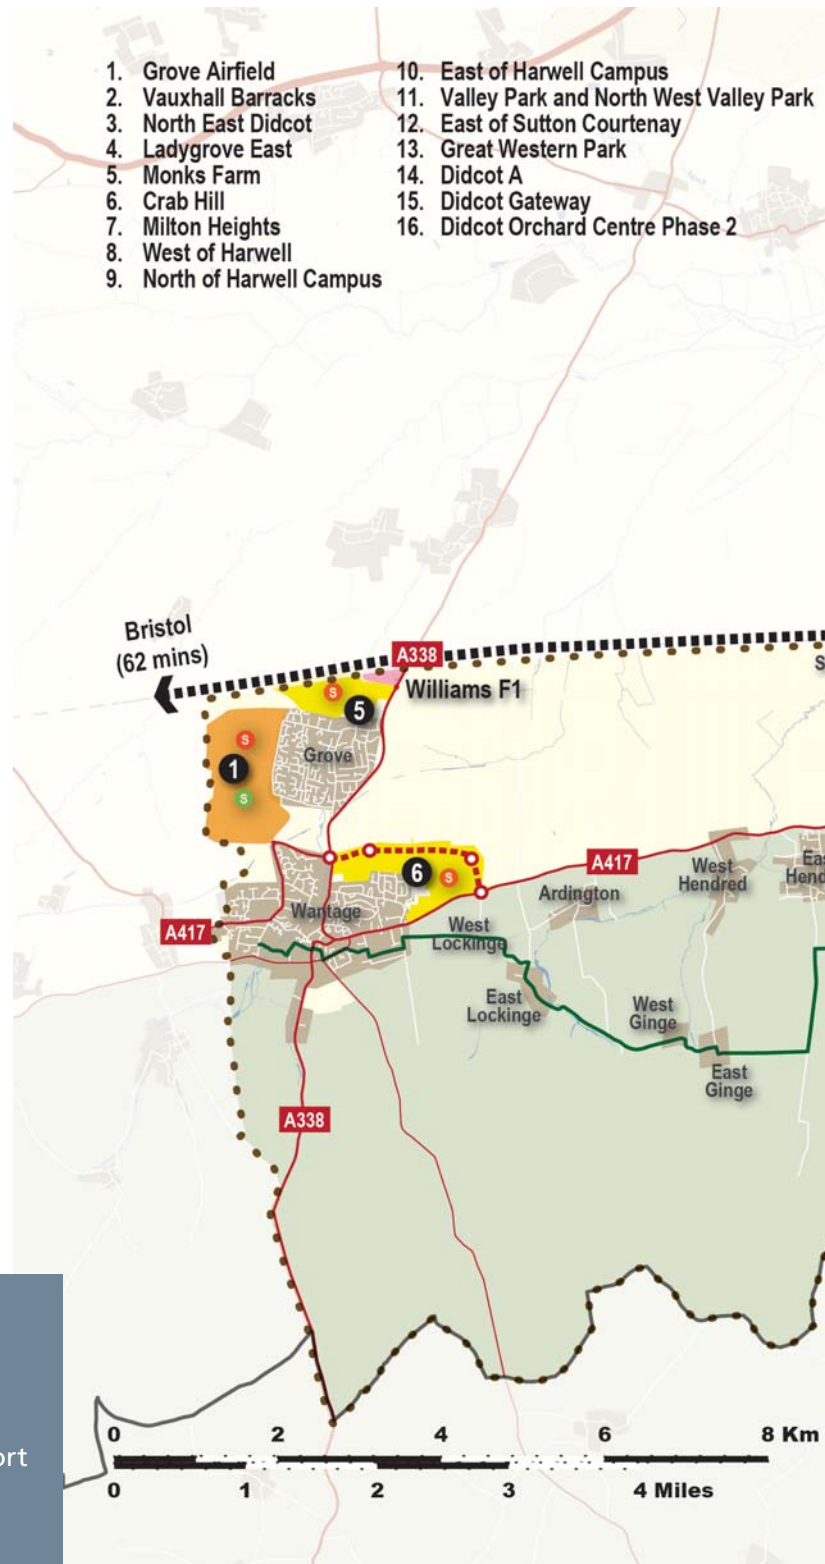 1. Grove Airfield
2. Vauxhall Barracks
3. North East Didcot
4. Ladygrove East
5. Monks Farm
6. Crab Hill
7. Milton Heights
8. West of Harwell
9. North of Harwell Campus
10. East of Harwell Campus
11. Valley Park and North West Valley Park
12. East of Sutton Courtenay
13. Great Western Park
14. Didcot A
15. Didcot Gateway
16. Didcot Orchard Centre Phase 2
Bristol
(62 mins)
A338
S
Williams F1
S
5
Grove
S
1
S
6
S
A417
West
Hendred
Ardington
Wantage
A417
West
Lockinge
East
Lockinge
West
Ginge
East
Ginge
A338
0 2 4 6 8 Km
0 1 2 3 4 Miles